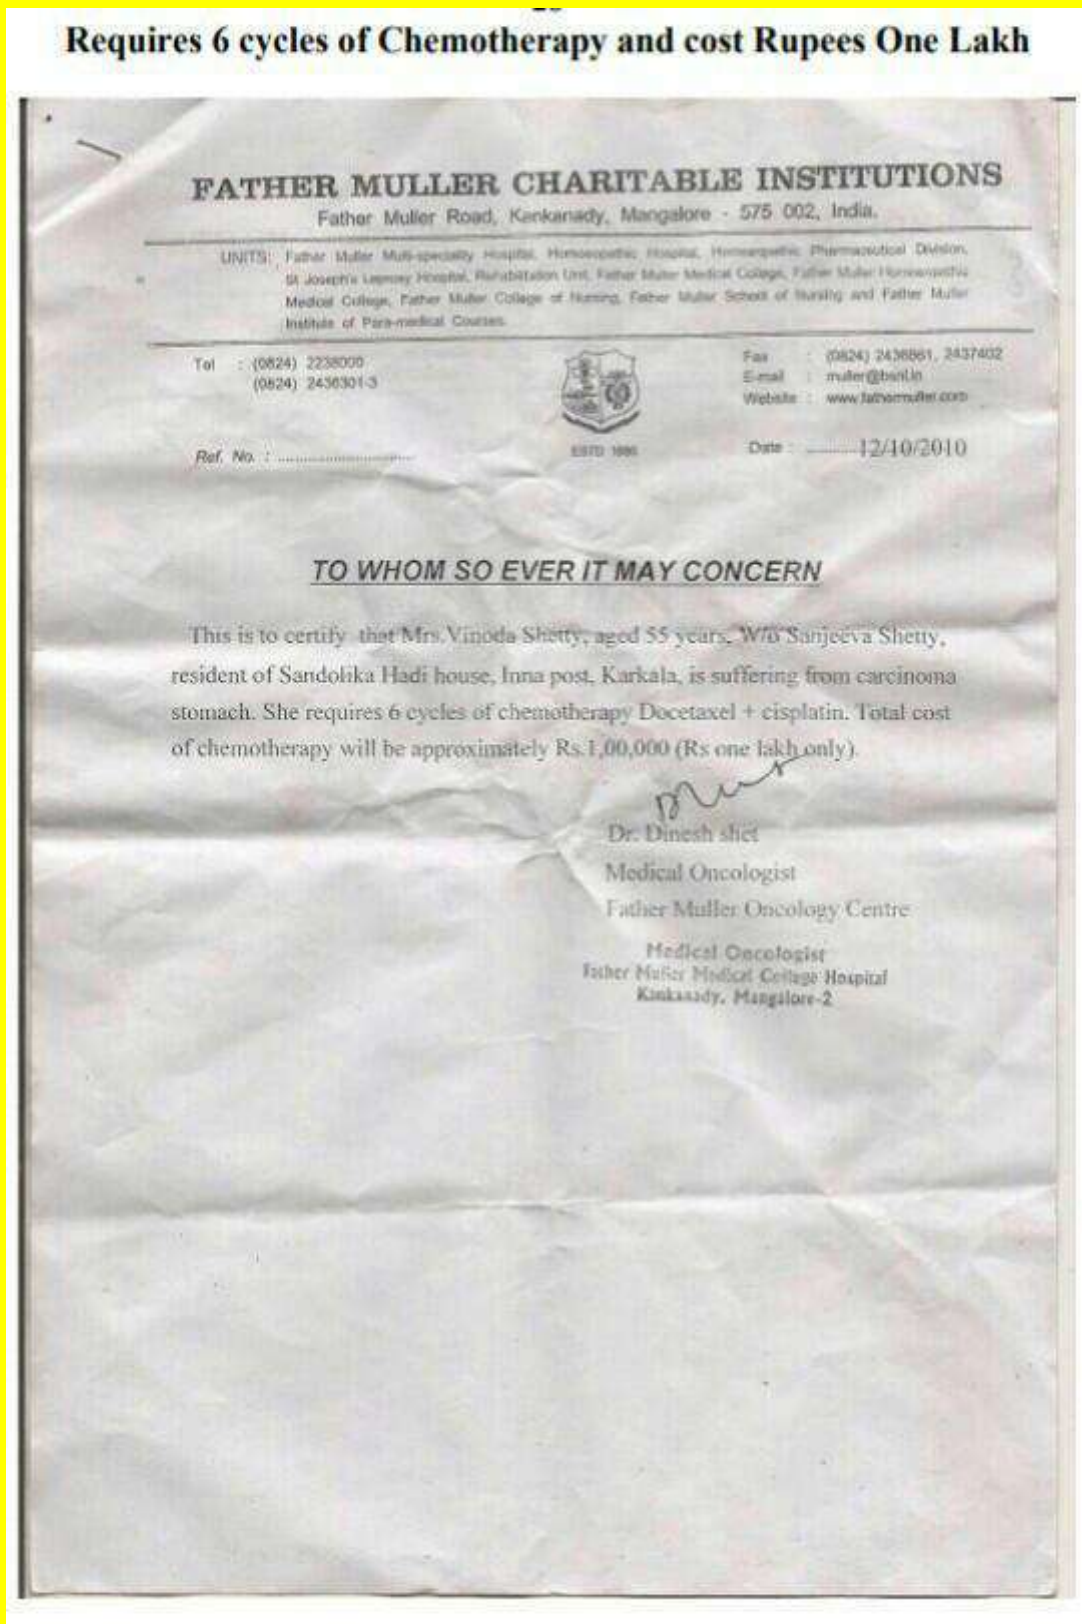 Requires 6 cycles of Chemotherapy and cost Rupees One Lakh
FATHER MULLER CHARITABLE INSTITUTIONS
Father Muller Road, Kankanady, Mangalore - 575 002, India.
UNITS: Father Muller Multi-speciality Hospital, Homoeopathic Hospital, Homoeopathic Pharmaceutical Division,
St Joseph's Leprosy Hospital, Rehabilitation Unit, Father Muller Medical College, Father Muller Homoeopathic
Medical College, Father Muller College of Nursing, Father Muller School of Nursing and Father Muller
Institute of Para-medical Courses.
Tel : (0824) 2238000
(0824) 2436301-3
Fax : (0824) 2436661, 2437402
E-mail : muller@bsnl.in
Website : www.fathermuller.com
ESTD 1880
Ref. No. : ................................
Date : ............12/10/2010
TO WHOM SO EVER IT MAY CONCERN
This is to certify that Mrs.Vinoda Shetty, aged 55 years, W/o Sanjeeva Shetty,
resident of Sandolika Hadi house, Inna post, Karkala, is suffering from carcinoma
stomach. She requires 6 cycles of chemotherapy Docetaxel + cisplatin. Total cost
of chemotherapy will be approximately Rs.1,00,000 (Rs one lakh only).
Dr. Dinesh shet
Medical Oncologist
Father Muller Oncology Centre
Medical Oncologist
Father Muller Medical College Hospital
Kankanady, Mangalore-2